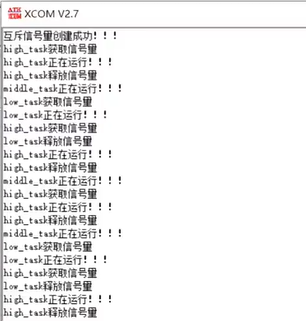 ATK
XCOM
XCOM V2.7
互斥信号量创建成功！！！
high_task获取信号量
high_task正在运行！！！
high_task释放信号量
middle_task正在运行！！！
low_task获取信号量
low_task正在运行！！！
high_task获取信号量
low_task释放信号量
high_task正在运行！！！
high_task释放信号量
middle_task正在运行！！！
high_task获取信号量
high_task正在运行！！！
high_task释放信号量
middle_task正在运行！！！
low_task获取信号量
low_task正在运行！！！
high_task获取信号量
low_task释放信号量
high_task正在运行！！！
high_task释放信号量